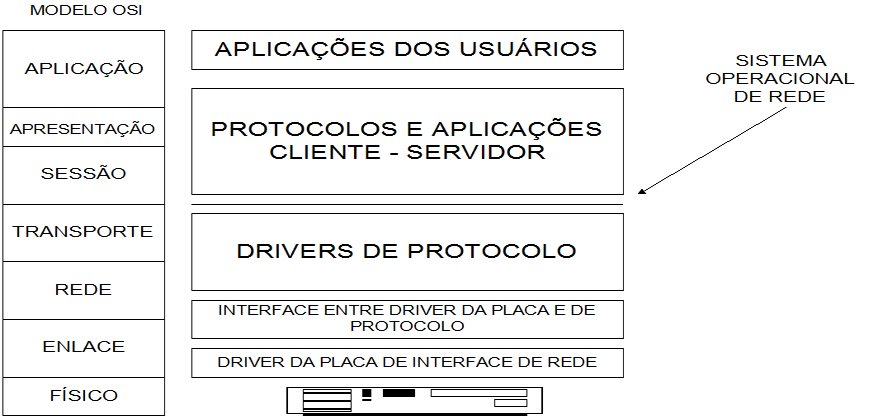 MODELO OSI
APLICAÇÃO
APRESENTAÇÃO
SESSÃO
TRANSPORTE
REDE
ENLACE
FÍSICO
APLICAÇÕES DOS USUÁRIOS
PROTOCOLOS E APLICAÇÕES
CLIENTE - SERVIDOR
DRIVERS DE PROTOCOLO
INTERFACE ENTRE DRIVER DA PLACA E DE
PROTOCOLO
DRIVER DA PLACA DE INTERFACE DE REDE
SISTEMA
OPERACIONAL
DE REDE